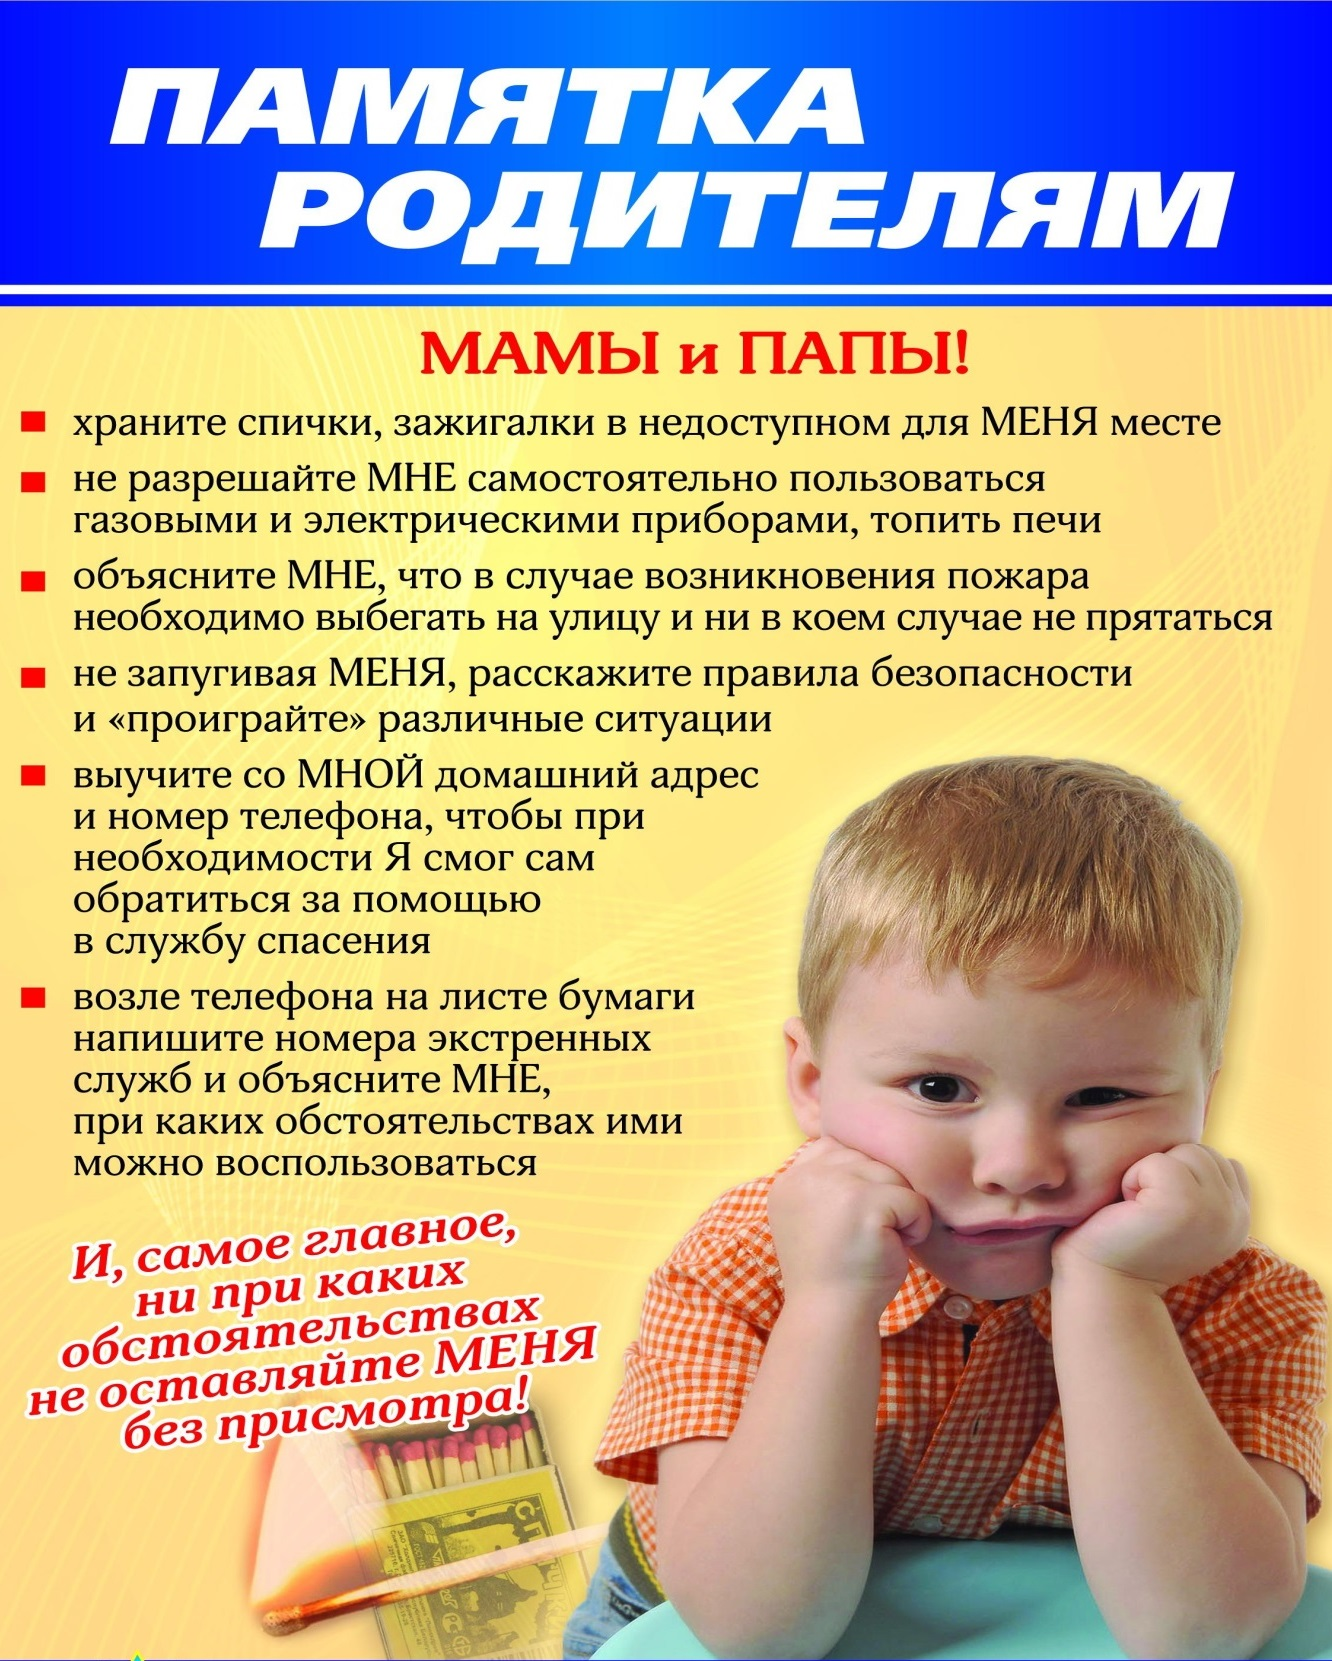 ПАМЯТКА
РОДИТЕЛЯМ
МАМЫ и ПАПЫ!
храните спички, зажигалки в недоступном для МЕНЯ месте
не разрешайте МНЕ самостоятельно пользоваться
газовыми и электрическими приборами, топить печи
объясните МНЕ, что в случае возникновения пожара
необходимо выбегать на улицу и ни в коем случае не прятаться
не запугивая МЕНЯ, расскажите правила безопасности
и «проиграйте» различные ситуации
выучите со МНОЙ домашний адрес
и номер телефона, чтобы при
необходимости Я смог сам
обратиться за помощью
в службу спасения
возле телефона на листе бумаги
напишите номера экстренных
служб и объясните МНЕ,
при каких обстоятельствах ими
можно воспользоваться
И, самое главное,
ни при каких
обстоятельствах
не оставляйте МЕНЯ
без присмотра!